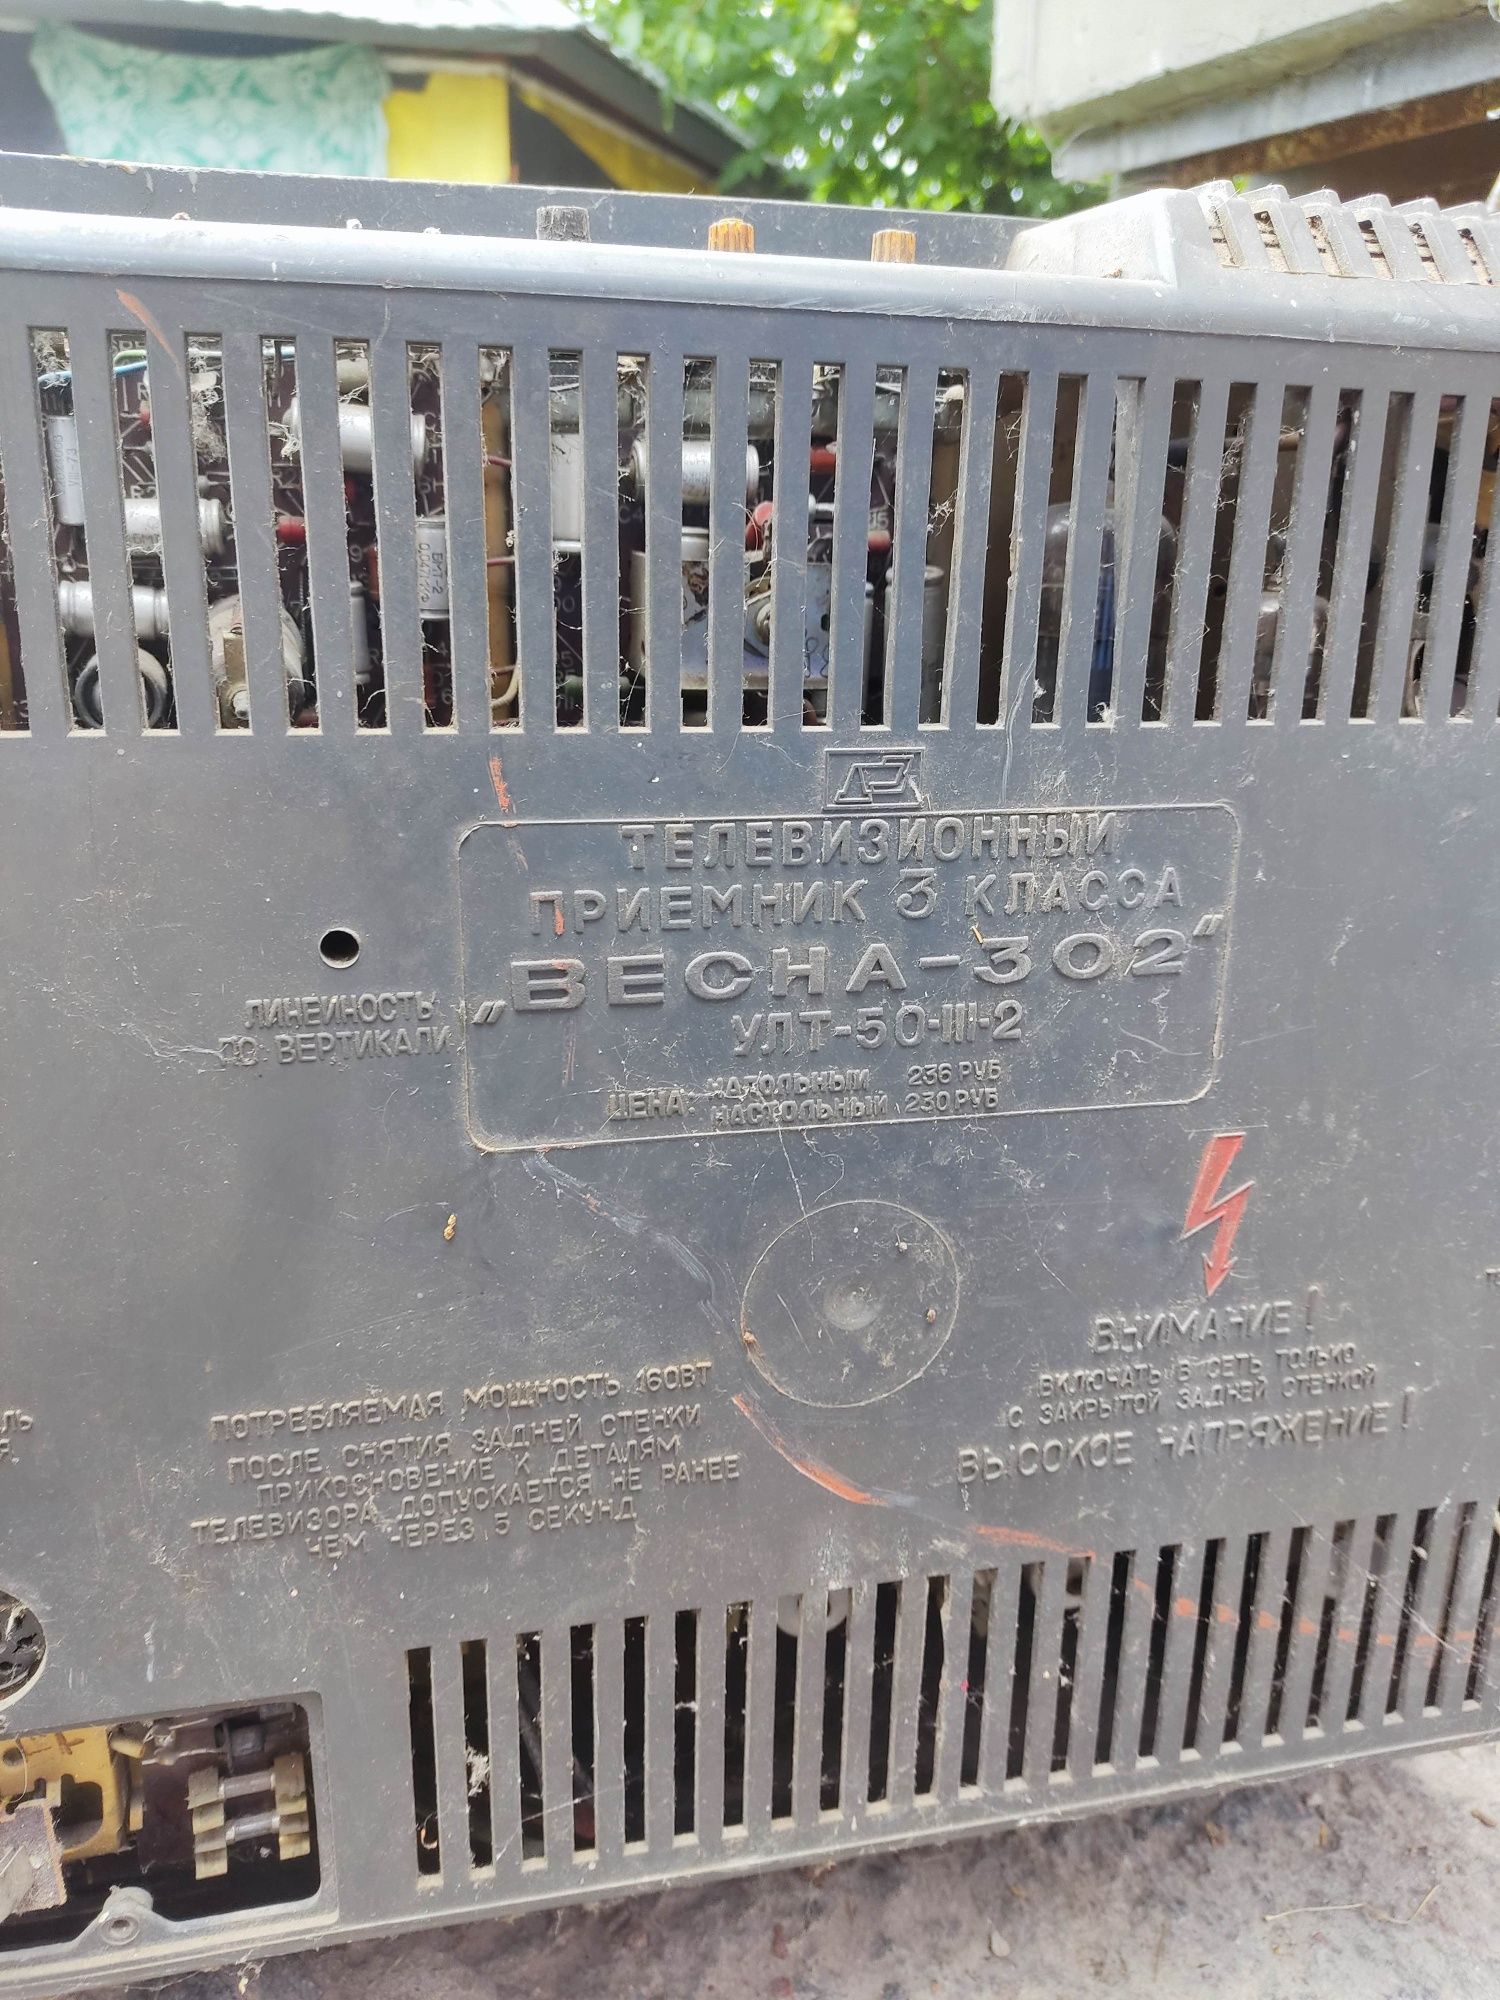 ТЕЛЕВИЗИОННЫЙ
ПРИЕМНИК 3 КЛАССА
"ВЕСНА-302"
УЛТ-50-III-2
ЦЕНА: НАПОЛЬНЫЙ 236 РУБ
НАСТОЛЬНЫЙ 230 РУБ
ЛИНЕЙНОСТЬ
ПО ВЕРТИКАЛИ
ВНИМАНИЕ!
ВКЛЮЧАТЬ В СЕТЬ ТОЛЬКО
С ЗАКРЫТОЙ ЗАДНЕЙ СТЕНКОЙ
ВЫСОКОЕ НАПРЯЖЕНИЕ!
ПОТРЕБЛЯЕМАЯ МОЩНОСТЬ 160ВТ
ПОСЛЕ СНЯТИЯ ЗАДНЕЙ СТЕНКИ
ПРИКОСНОВЕНИЕ К ДЕТАЛЯМ
ТЕЛЕВИЗОРА ДОПУСКАЕТСЯ НЕ РАНЕЕ
ЧЕМ ЧЕРЕЗ 5 СЕКУНД